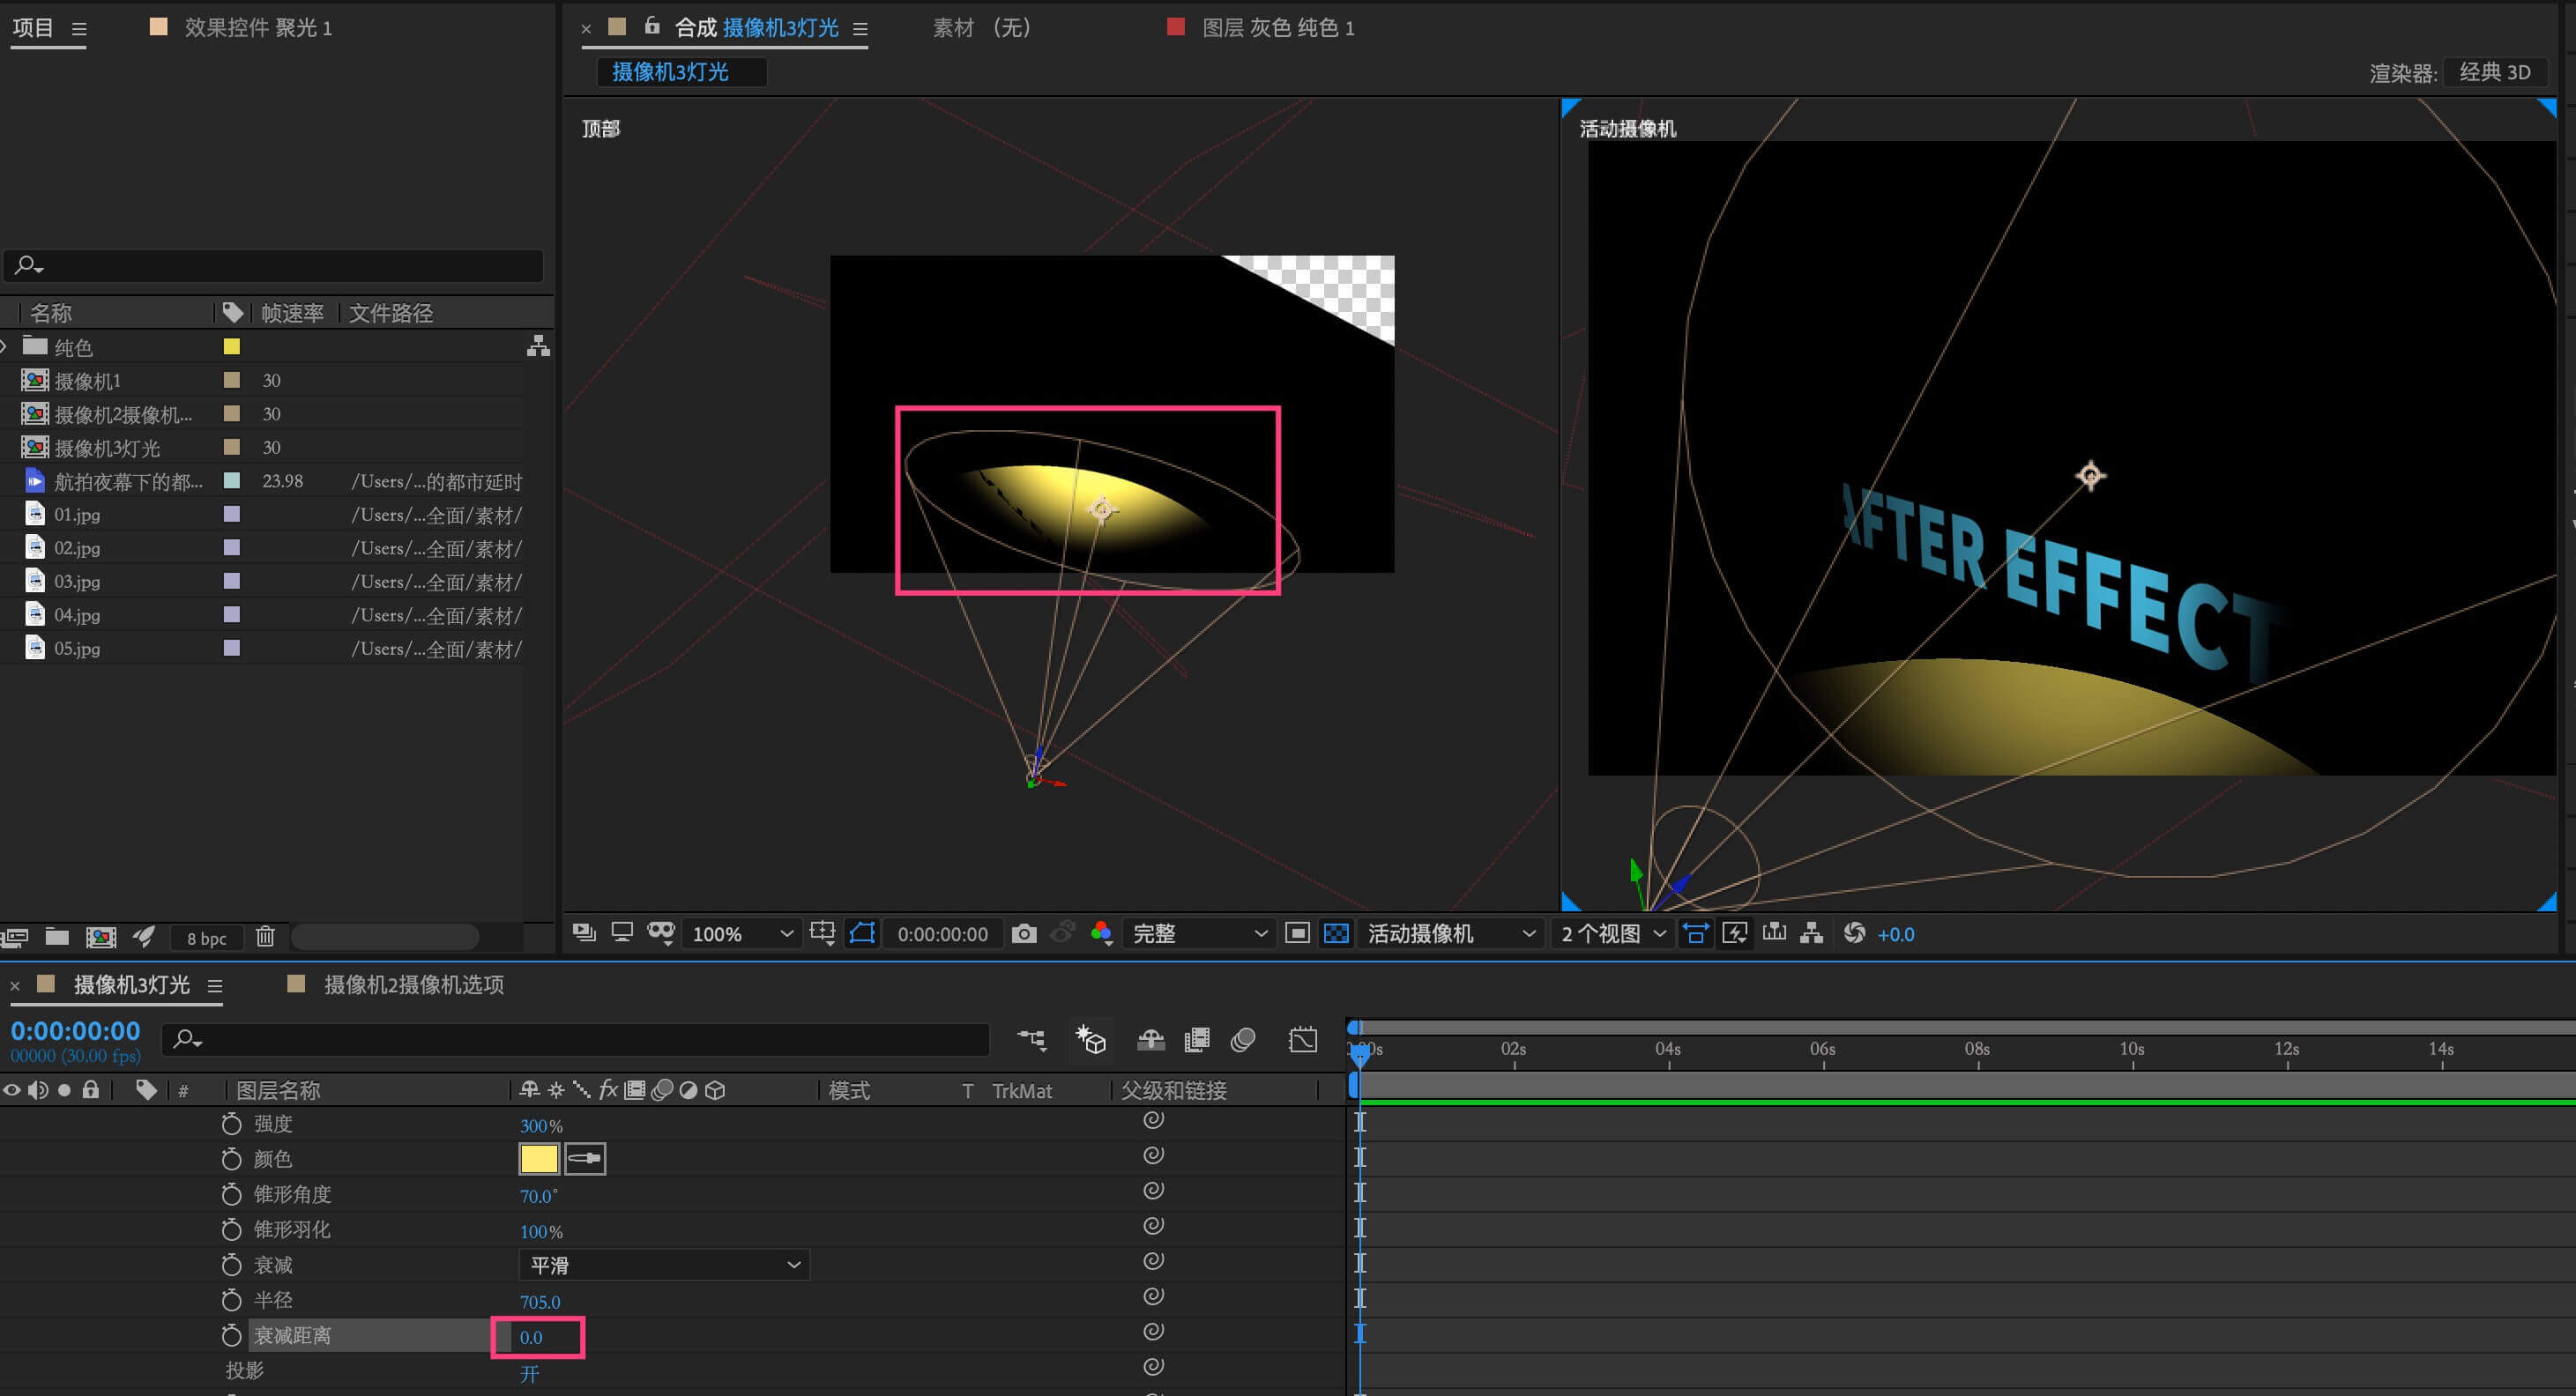 项目
效果控件 聚光 1
合成 摄像机3灯光
素材 (无)
图层 灰色 纯色 1
摄像机3灯光
渲染器: 经典 3D
顶部
活动摄像机
AFTER EFFECT
名称 帧速率 文件路径
纯色
摄像机1 30
摄像机2摄像机... 30
摄像机3灯光 30
航拍夜幕下的都... 23.98 /Users/...的都市延时
01.jpg /Users/...全面/素材/
02.jpg /Users/...全面/素材/
03.jpg /Users/...全面/素材/
04.jpg /Users/...全面/素材/
05.jpg /Users/...全面/素材/
8 bpc
100% 0:00:00:00 完整 活动摄像机 2 个视图 +0.0
摄像机3灯光
摄像机2摄像机选项
0:00:00:00
00000 (30.00 fps)
02s 04s 06s 08s 10s 12s 14s
# 图层名称 fx 模式 T TrkMat 父级和链接
强度 300%
颜色
锥形角度 70.0°
锥形羽化 100%
衰减 平滑
半径 705.0
衰减距离 0.0
投影 开